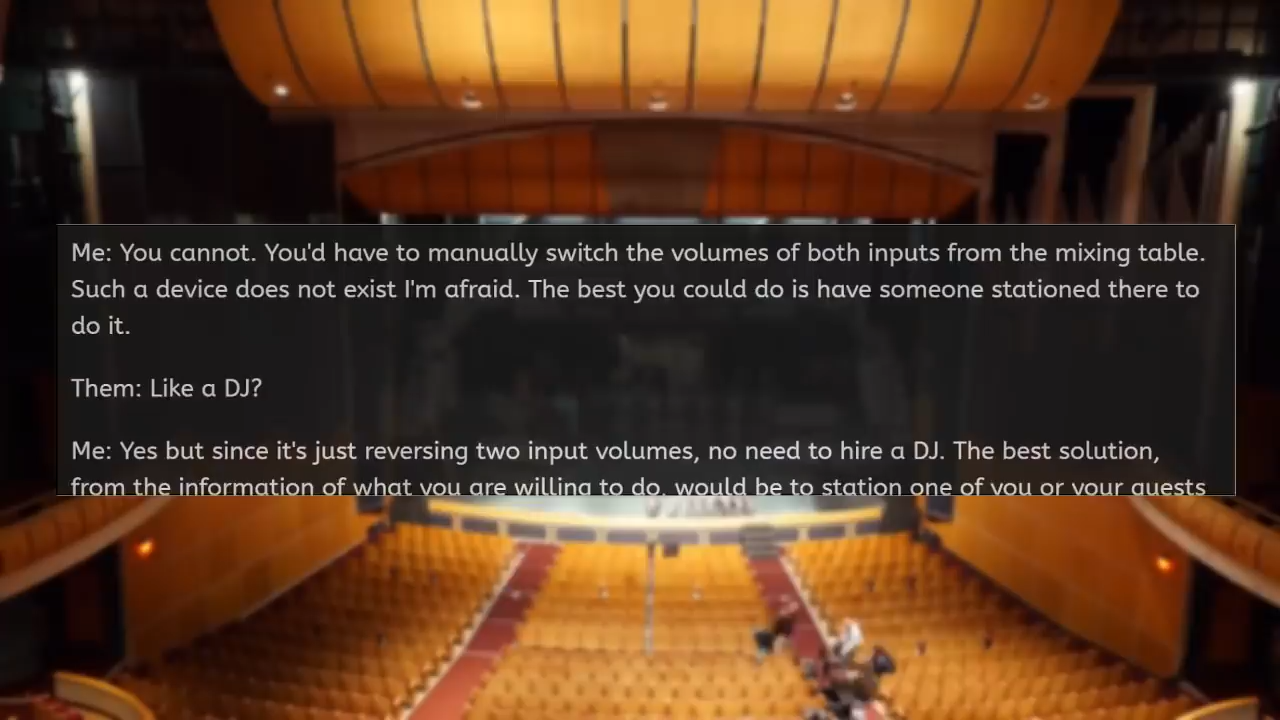 Me: You cannot. You'd have to manually switch the volumes of both inputs from the mixing table.
Such a device does not exist I'm afraid. The best you could do is have someone stationed there to
do it.
Them: Like a DJ?
Me: Yes but since it's just reversing two input volumes, no need to hire a DJ. The best solution,
from the information of what you are willing to do, would be to station one of you or your guests